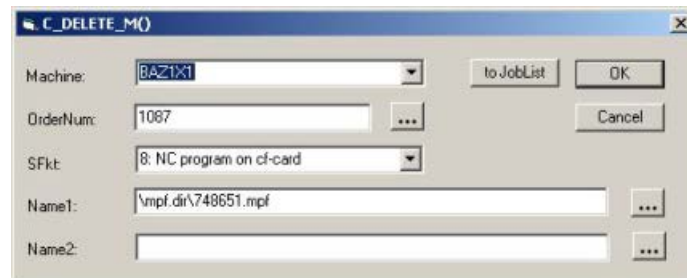 C_DELETE_M()
Machine: BAZ1X1 to JobList OK
OrderNum: 1087 ... Cancel
SFkt: 8: NC program on cf-card
Name1: \mpf.dir\748651.mpf ...
Name2: ...